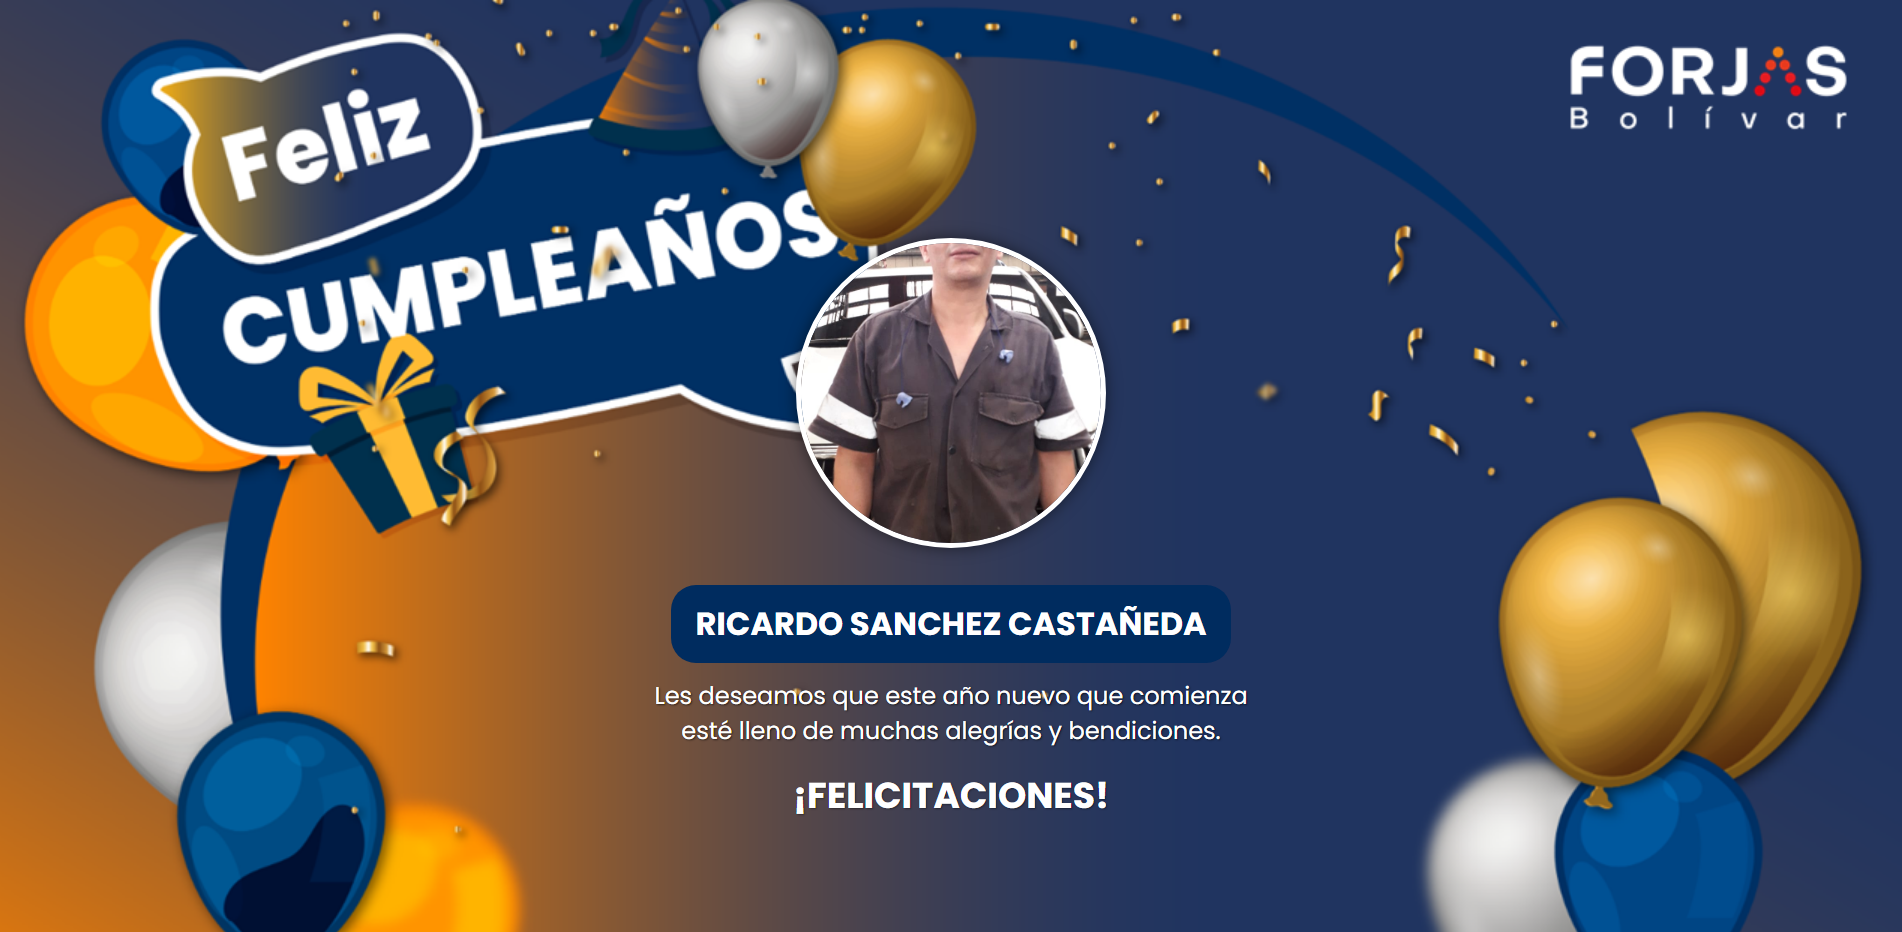 Feliz
CUMPLEAÑOS
FORJAS
Bolívar
RICARDO SANCHEZ CASTAÑEDA
Les deseamos que este año nuevo que comienza
esté lleno de muchas alegrías y bendiciones.
¡FELICITACIONES!